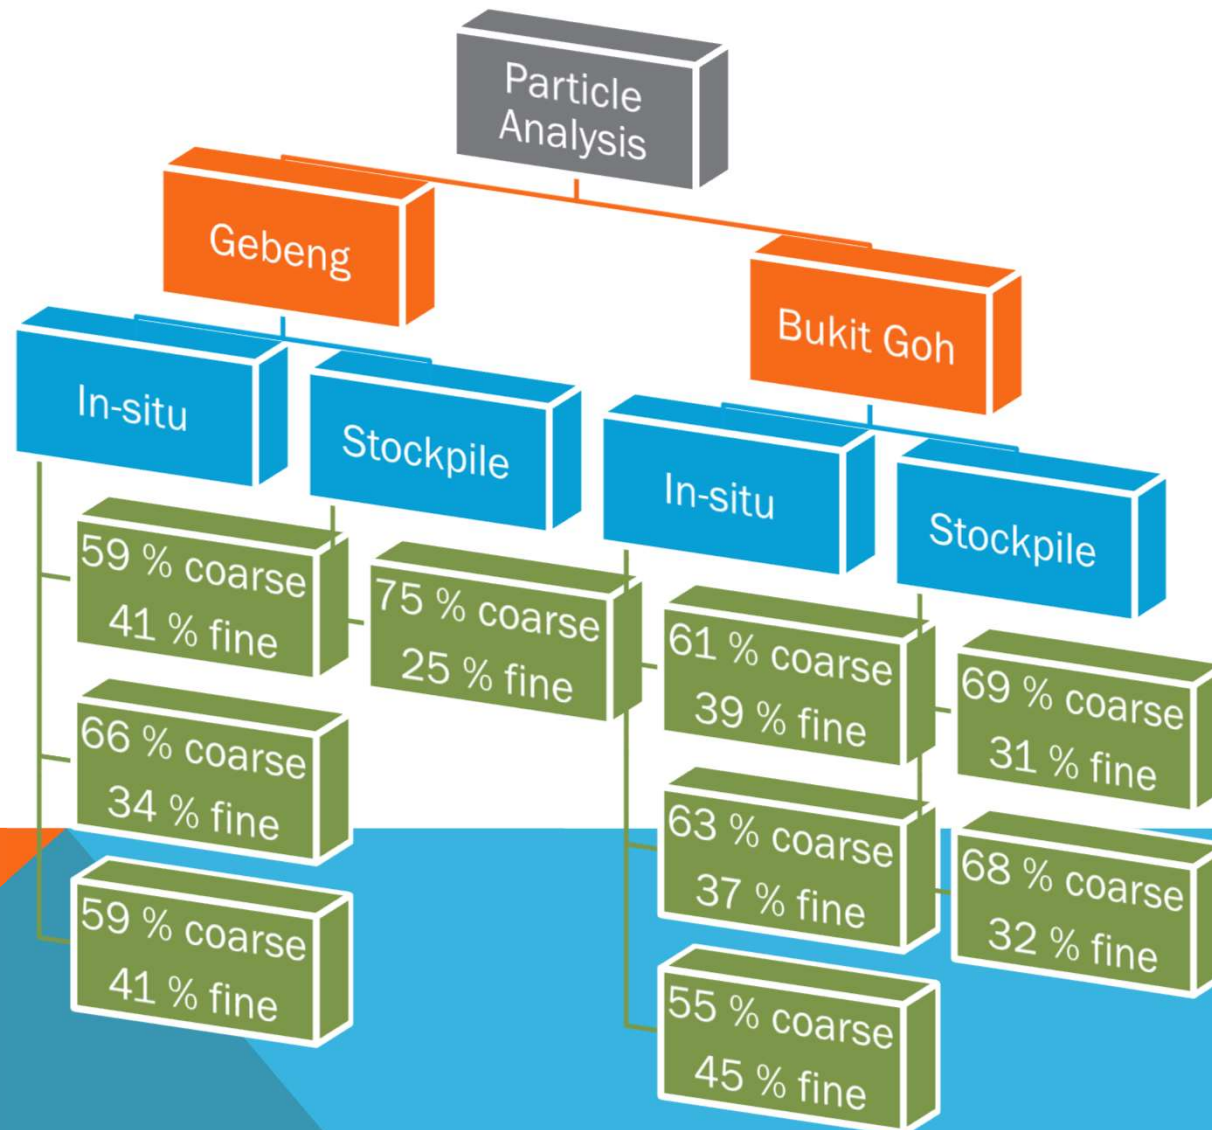 Particle
Analysis
Gebeng
Bukit Goh
In-situ
Stockpile
In-situ
Stockpile
59 % coarse
41 % fine
66 % coarse
34 % fine
59 % coarse
41 % fine
75 % coarse
25 % fine
61 % coarse
39 % fine
63 % coarse
37 % fine
55 % coarse
45 % fine
69 % coarse
31 % fine
68 % coarse
32 % fine